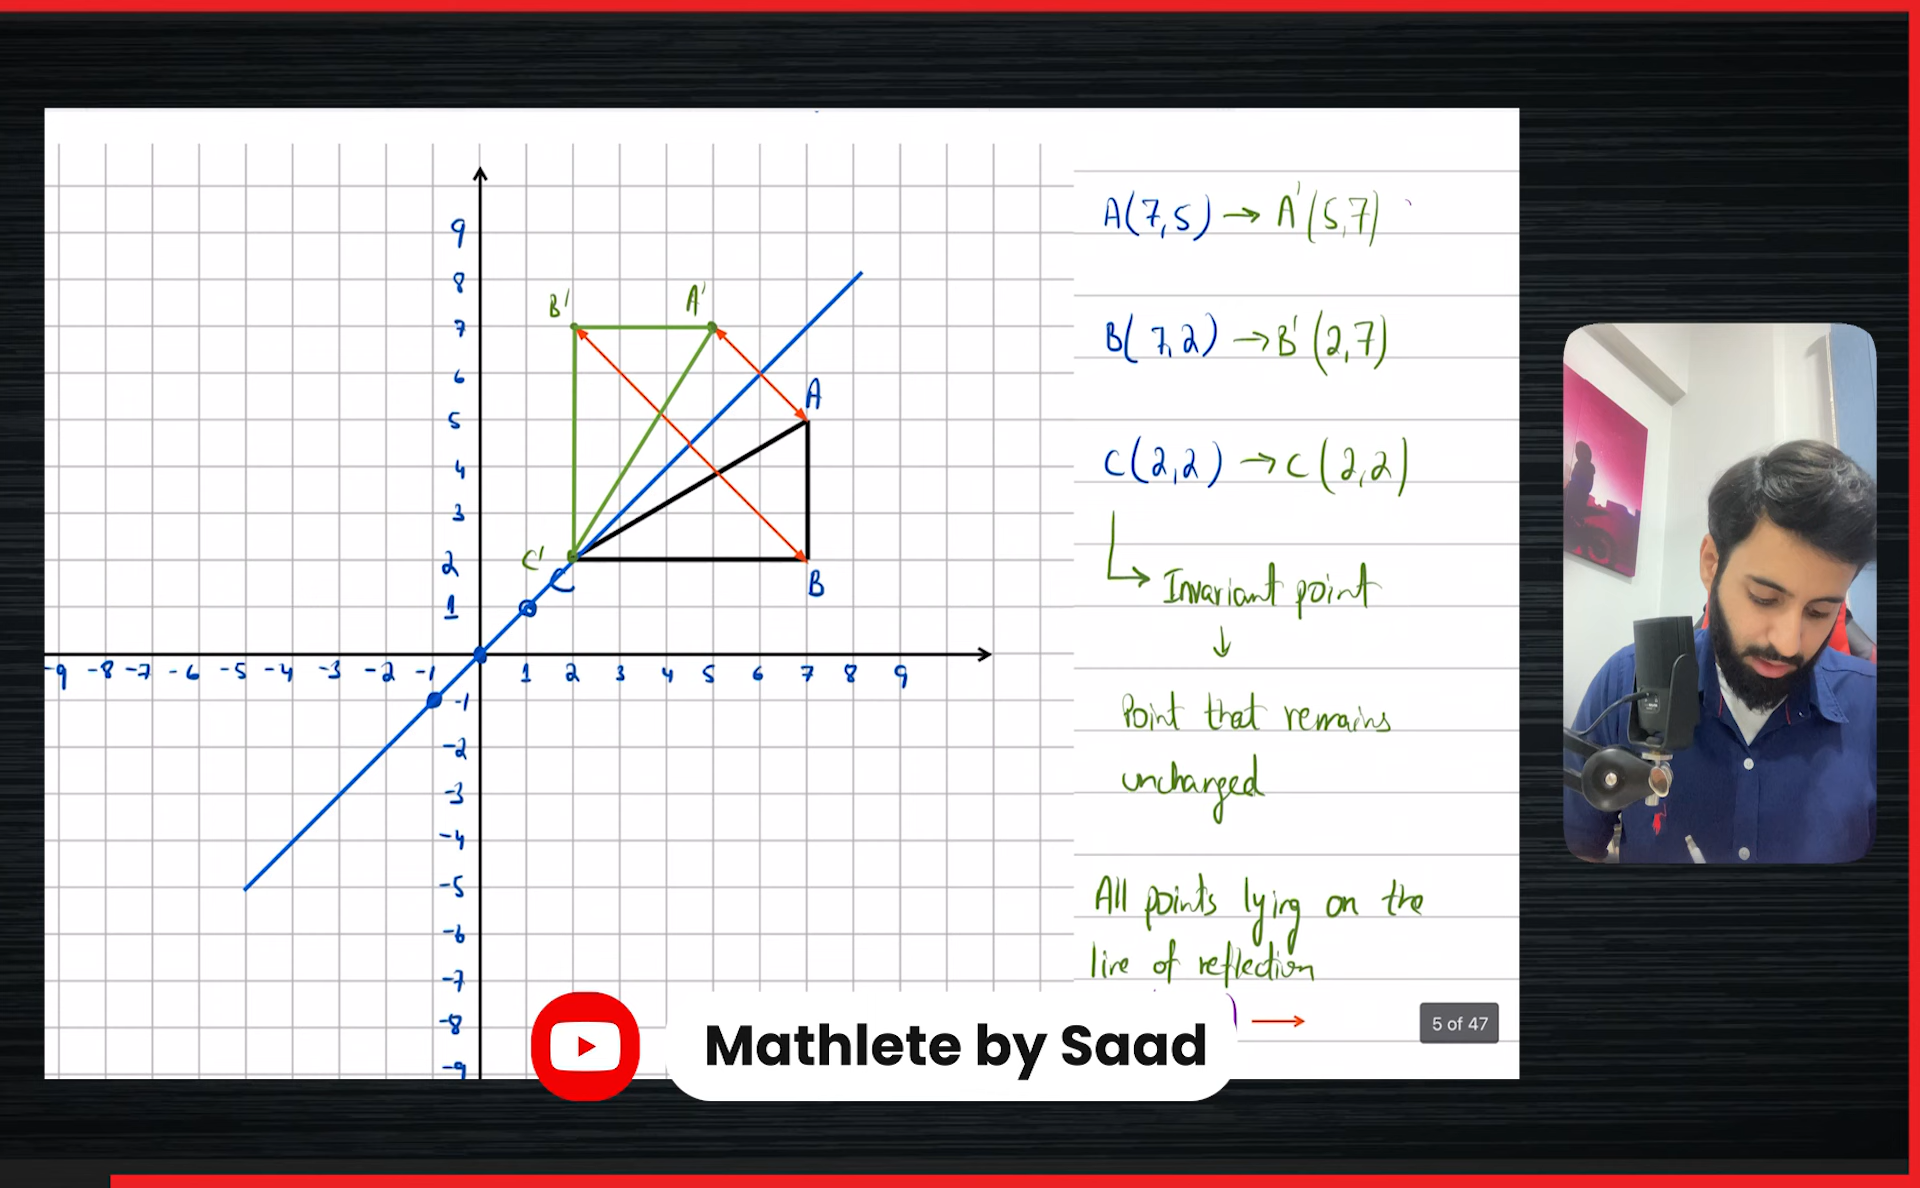 9
8
B' A'
7
6
A
5
4
3
C'
2
C B
1
-9 -8 -7 -6 -5 -4 -3 -2 -1 1 2 3 4 5 6 7 8 9
-1
-2
-3
-4
-5
-6
-7
-8
-9
A(7,5) → A'(5,7)
B(7,2) → B'(2,7)
C(2,2) → C(2,2)
Invariant point
↓
Point that remains
unchanged
All points lying on the
line of reflection
5 of 47
Mathlete by Saad